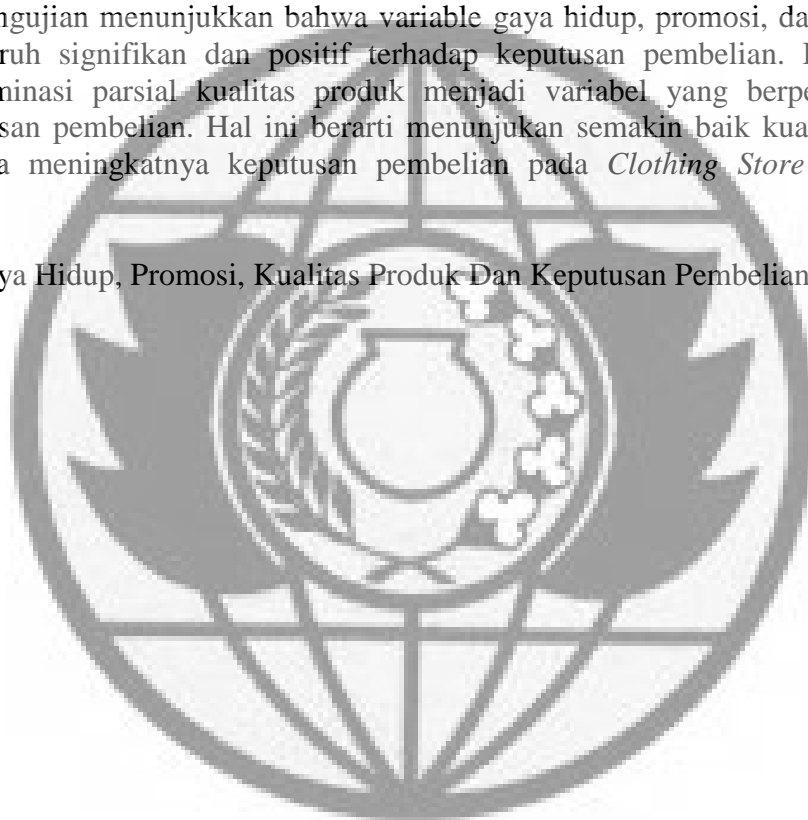 ngujian menunjukkan bahwa variable gaya hidup, promosi, da
ruh signifikan dan positif terhadap keputusan pembelian.
minasi parsial kualitas produk menjadi variabel yang berpe
san pembelian. Hal ini berarti menunjukan semakin baik kua
a meningkatnya keputusan pembelian pada Clothing Store
ya Hidup, Promosi, Kualitas Produk Dan Keputusan Pembelian